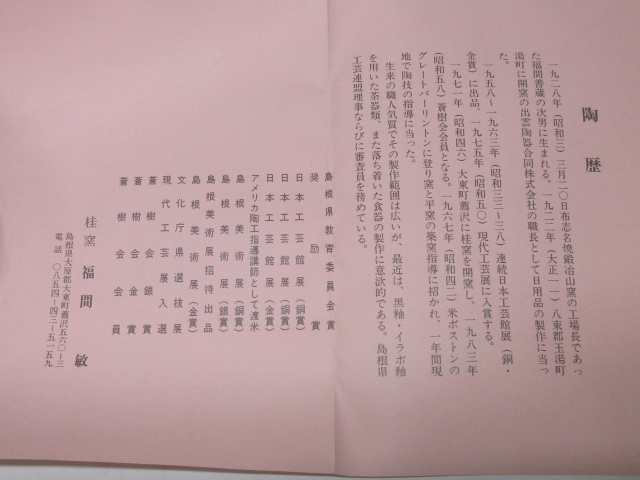 陶歴
一九二八年（昭和三）三月二〇日布志名焼鍛冶山窯の工場長であっ
た福間善蔵の次男に生まれる。一九二二年（大正一一）八束郡玉湯町
湯町に開窯の出雲陶器合同株式会社の職長として日用品の製作に当っ
た。
一九五八〜一九六三年（昭和三三〜三八）連続日本工芸館展（銅・
金賞）に出品、一九七五年（昭和五〇）現代工芸展に入賞する。
一九七一年（昭和四六）大東町薦沢に桂窯を開窯し、一九八三年
（昭和五八）蒼樹会会員となる。一九六七年（昭和四二）米ボストンの
グレートバーリントンに登り窯と平窯の築窯指導に招かれ、一年間現
地で陶技の指導に当った。
生来の職人気質でその製作範囲は広いが、最近は、黒釉・イラボ釉
を用いた茶器類、また落ち着いた食器の製作に意欲的である。島根県
工芸連盟理事ならびに審査員を務めている。
島根県教育委員会賞
奨励賞
日本工芸館展（銅賞）
日本工芸館展（金賞）
アメリカ陶工指導講師として渡米
島根美術展（銅賞）
島根美術展（銀賞）
島根美術展招待出品
島根美術展（金賞）
文化庁県選抜展
現代工芸展入選
蒼樹会銀賞
蒼樹会金賞
蒼樹会会員
桂窯 福間敏
島根県大原郡大東町薦沢五六〇−三
電話 〇八五四−四三−五一五九